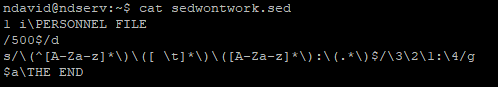 ndavid@ndserv:~$ cat sedwontwork.sed
1 i\PERSONNEL FILE
/500$/d
s/\(^[A-Za-z]*\)\([ \t]*\)\([A-Za-z]*\):\(.*\)$/\3\2\1:\4/g
$a\THE END